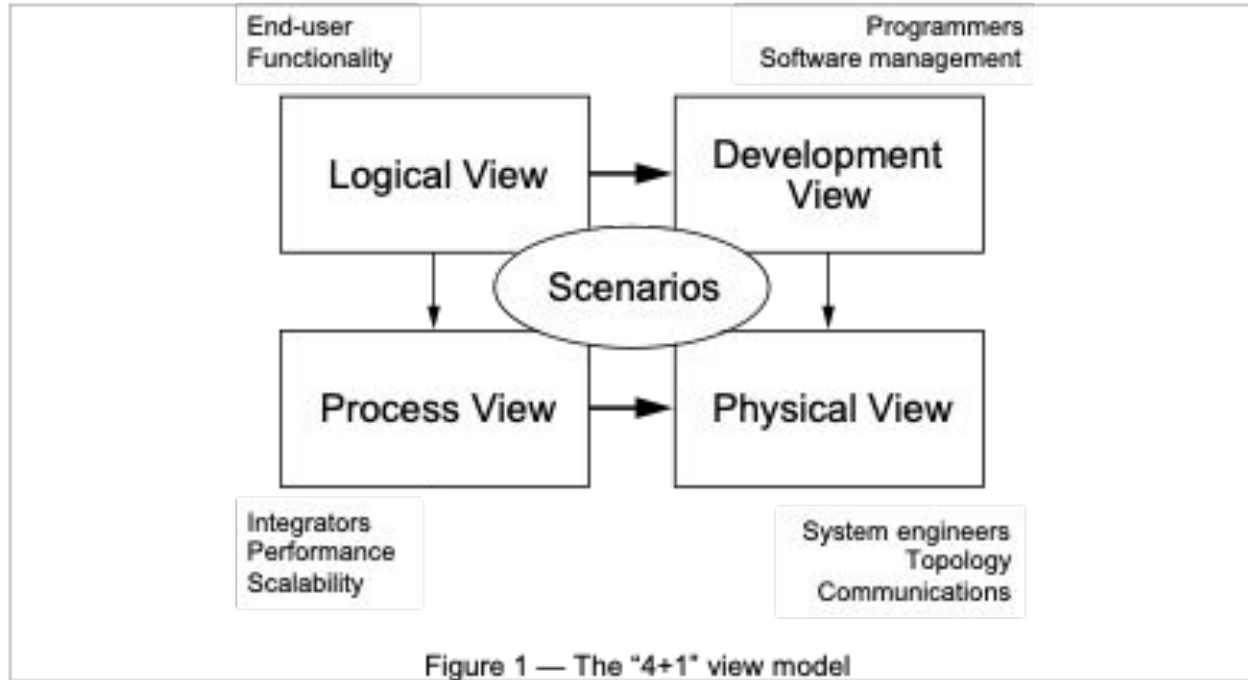 End-user
Functionality
Programmers
Software management
Logical View
Development
View
Scenarios
Process View
Physical View
Integrators
Performance
Scalability
System engineers
Topology
Communications
Figure 1 — The “4+1” view model